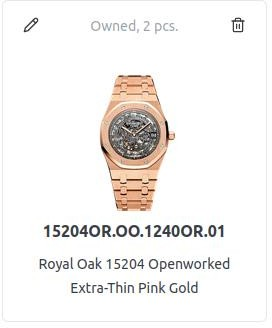 Owned, 2 pcs.
15204OR.OO.1240OR.01
Royal Oak 15204 Openworked
Extra-Thin Pink Gold